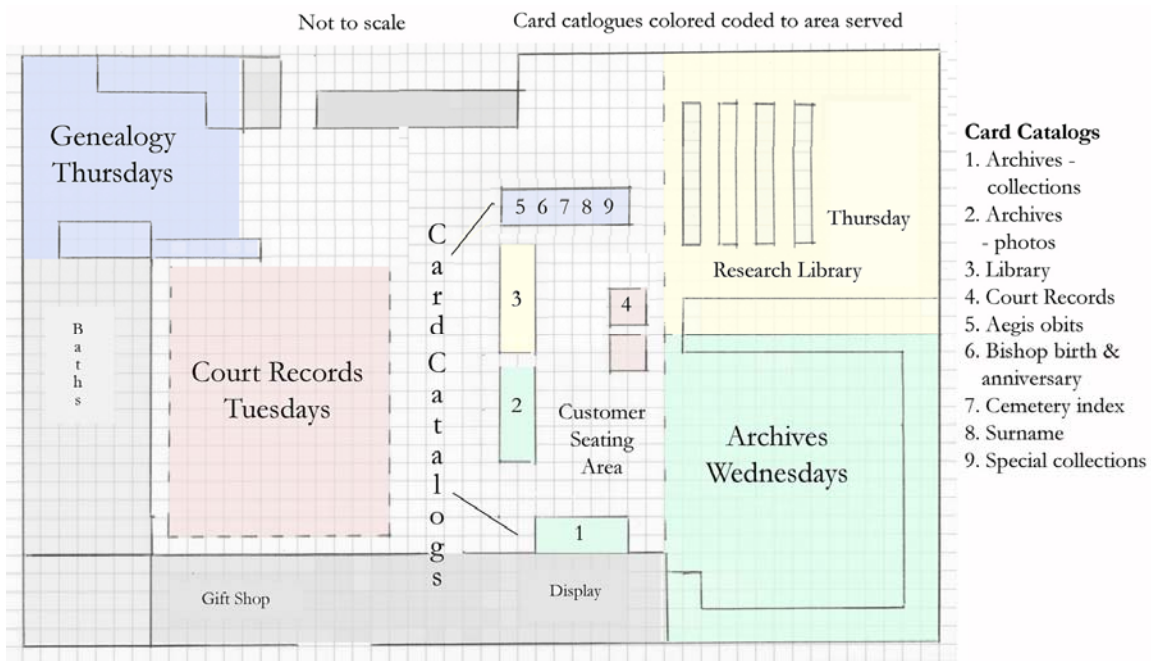 Not to scale
Card catlogues colored coded to area served
Genealogy
Thursdays
5 6 7 8 9
Thursday
Research Library
Card Catalogs
3
4
Baths
Court Records
Tuesdays
2
Customer
Seating
Area
Archives
Wednesdays
1
Gift Shop
Display
Card Catalogs
1. Archives -
collections
2. Archives
- photos
3. Library
4. Court Records
5. Aegis obits
6. Bishop birth &
anniversary
7. Cemetery index
8. Surname
9. Special collections